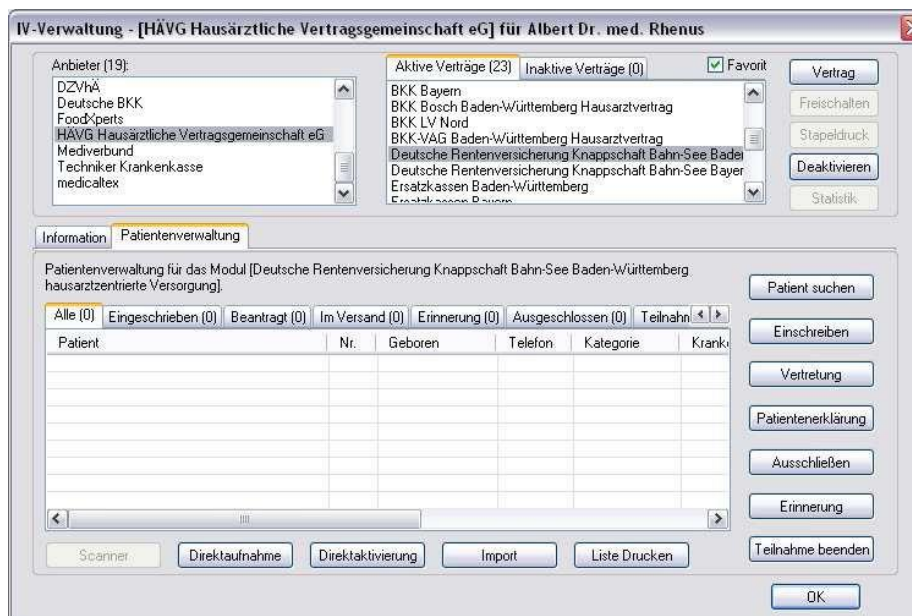 IV-Verwaltung - [HÄVG Hausärztliche Vertragsgemeinschaft eG] für Albert Dr. med. Rhenus
Anbieter (19):
DZVhÄ
Deutsche BKK
FoodXperts
HÄVG Hausärztliche Vertragsgemeinschaft eG
Mediverbund
Techniker Krankenkasse
medicaltex
Aktive Verträge (23) Inaktive Verträge (0) Favorit
BKK Bayern
BKK Bosch Baden-Württemberg Hausarztvertrag
BKK LV Nord
BKK-VAG Baden-Württemberg Hausarztvertrag
Deutsche Rentenversicherung Knappschaft Bahn-See Bader
Deutsche Rentenversicherung Knappschaft Bahn-See Bayer
Ersatzkassen Baden-Württemberg
Ersatzkassen Bayern
Vertrag
Freischalten
Stapeldruck
Deaktivieren
Statistik
Information Patientenverwaltung
Patientenverwaltung für das Modul [Deutsche Rentenversicherung Knappschaft Bahn-See Baden-Württemberg
hausarztzentrierte Versorgung].
Alle (0) Eingeschrieben (0) Beantragt (0) Im Versand (0) Erinnerung (0) Ausgeschlossen (0) Teilnahm
Patient Nr. Geboren Telefon Kategorie Kranke
Patient suchen
Einschreiben
Vertretung
Patientenerklärung
Ausschließen
Erinnerung
Teilnahme beenden
Scanner Direktaufnahme Direktaktivierung Import Liste Drucken
OK